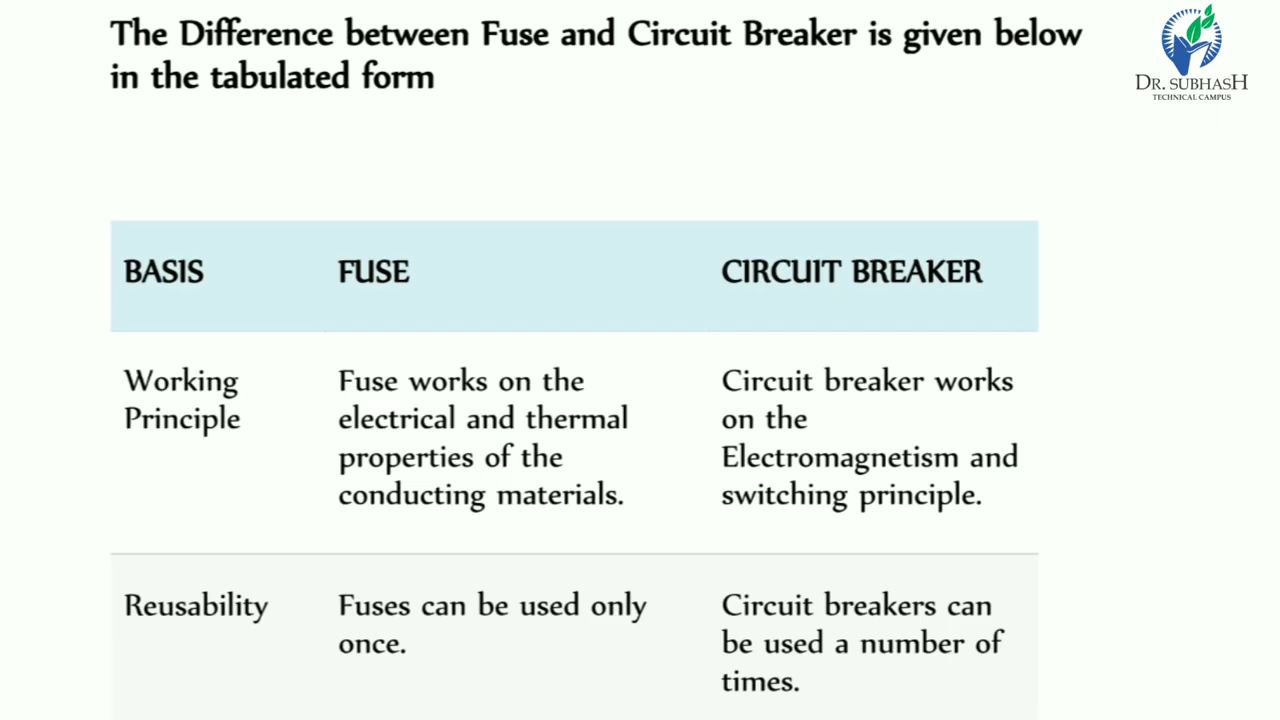 The Difference between Fuse and Circuit Breaker is given below
in the tabulated form
DR. SUBHASH
TECHNICAL CAMPUS
BASIS
FUSE
CIRCUIT BREAKER
Working
Principle
Fuse works on the
electrical and thermal
properties of the
conducting materials.
Circuit breaker works
on the
Electromagnetism and
switching principle.
Reusability
Fuses can be used only
once.
Circuit breakers can
be used a number of
times.